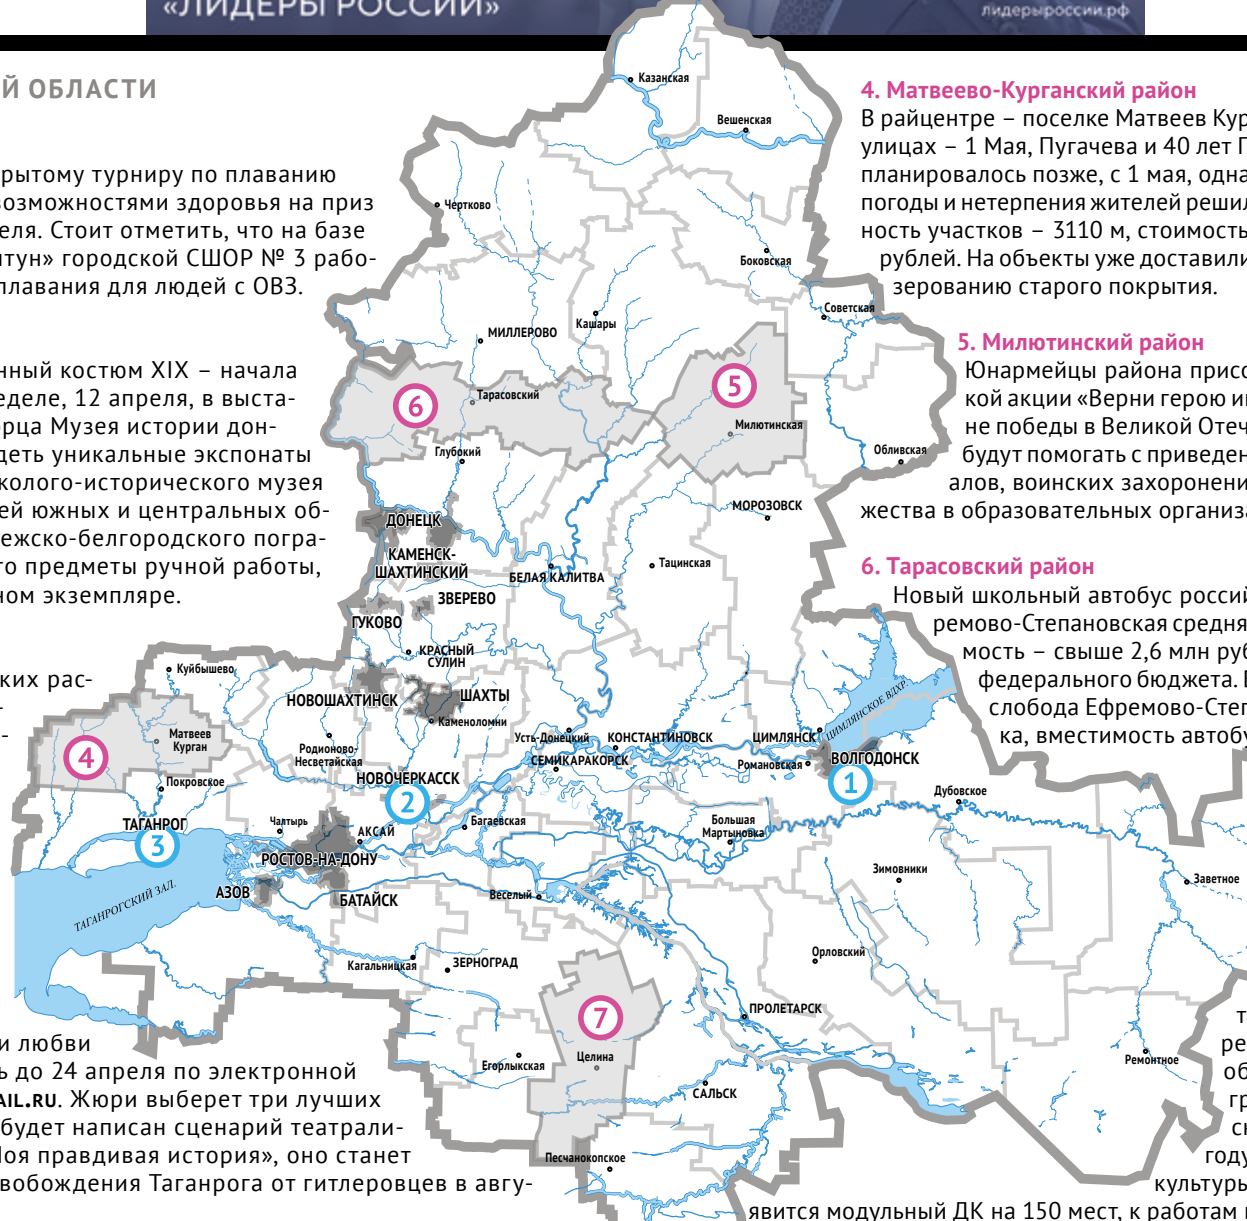 «ЛИДЕРЫ РОССИИ»
лидерыроссии.рф
Й ОБЛАСТИ
рытому турниру по плаванию
возможностями здоровья на приз
еля. Стоит отметить, что на базе
тун» городской СШОР № 3 рабо-
плавания для людей с ОВЗ.
нный костюм XIX – начала
еделе, 12 апреля, в выста-
рца Музея истории дон-
деть уникальные экспонаты
колого-исторического музея
ей южных и центральных об-
ежско-белгородского погра-
то предметы ручной работы,
ном экземпляре.
ких рас-
-
-
и любви
ь до 24 апреля по электронной
AIL.RU. Жюри выберет три лучших
будет написан сценарий театрали-
оя правдивая история», оно станет
вобождения Таганрога от гитлеровцев в авгу-
4. Матвеево-Курганский район
В райцентре – поселке Матвеев Кур
улицах – 1 Мая, Пугачева и 40 лет П
планировалось позже, с 1 мая, одна
погоды и нетерпения жителей решил
ность участков – 3110 м, стоимость
рублей. На объекты уже доставили
зерованию старого покрытия.
5. Милютинский район
Юнармейцы района присо
кой акции «Верни герою им
не победы в Великой Отеч
будут помогать с приведен
алов, воинских захоронени
жества в образовательных организа
6. Тарасовский район
Новый школьный автобус россий
ремово-Степановская средня
мость – свыше 2,6 млн руб
федерального бюджета. В
слобода Ефремово-Степ
ка, вместимость автобу
т
ре
об
гр
ск
году
культуры
явится модульный ДК на 150 мест, к работам п
Казанская
Вешенская
Чертково
Боковская
Советская
Кашары
МИЛЛЕРОВО
5
6
Тарасовский
Милютинская
Обливская
Глубокий
МОРОЗОВСК
ДОНЕЦК
КАМЕНСК-
ШАХТИНСКИЙ
БЕЛАЯ КАЛИТВА
Тацинская
ЗВЕРЕВО
ГУКОВО
КРАСНЫЙ
СУЛИН
Куйбышево
НОВОШАХТИНСК
ШАХТЫ
Каменоломни
ЦИМЛЯНСКОЕ ВДХР.
Матвеев
Курган
4
Родионово-
Несветайская
Усть-Донецкий
КОНСТАНТИНОВСК
ЦИМЛЯНСК
СЕМИКАРАКОРСК
Романовская
ВОЛГОДОНСК
1
Покровское
НОВОЧЕРКАССК
2
Дубовское
ТАГАНРОГ
3
Чалтырь
АКСАЙ
Багаевская
Большая
Мартыновка
РОСТОВ-НА-ДОНУ
Зимовники
Заветное
АЗОВ
БАТАЙСК
Веселый
ТАГАНРОГСКИЙ ЗАЛ.
Кагальницкая
ЗЕРНОГРАД
Орловский
7
ПРОЛЕТАРСК
Целина
Егорлыкская
Ремонтное
САЛЬСК
Песчанокопское